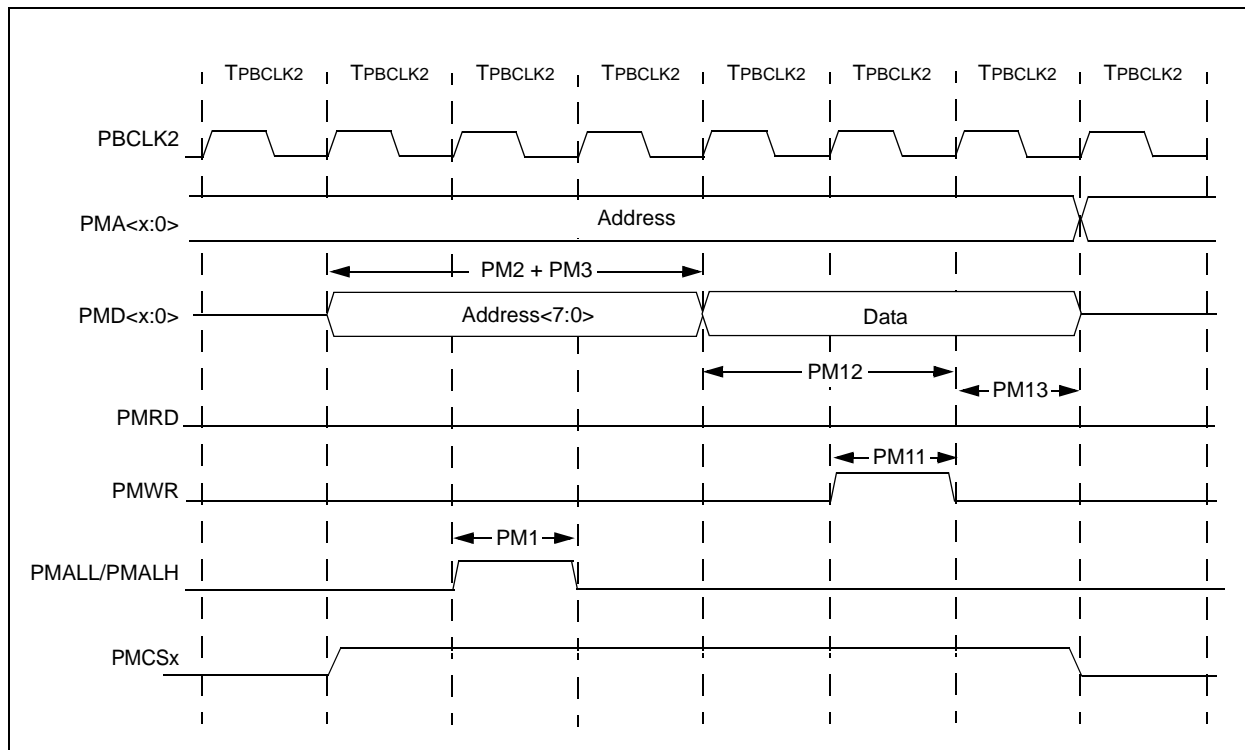 TPBCLK2 TPBCLK2 TPBCLK2 TPBCLK2 TPBCLK2 TPBCLK2 TPBCLK2 TPBCLK2
PBCLK2
PMA<x:0> Address
PM2 + PM3
PMD<x:0> Address<7:0> Data
PM12
PM13
PMRD
PM11
PMWR
PM1
PMALL/PMALH
PMCSx